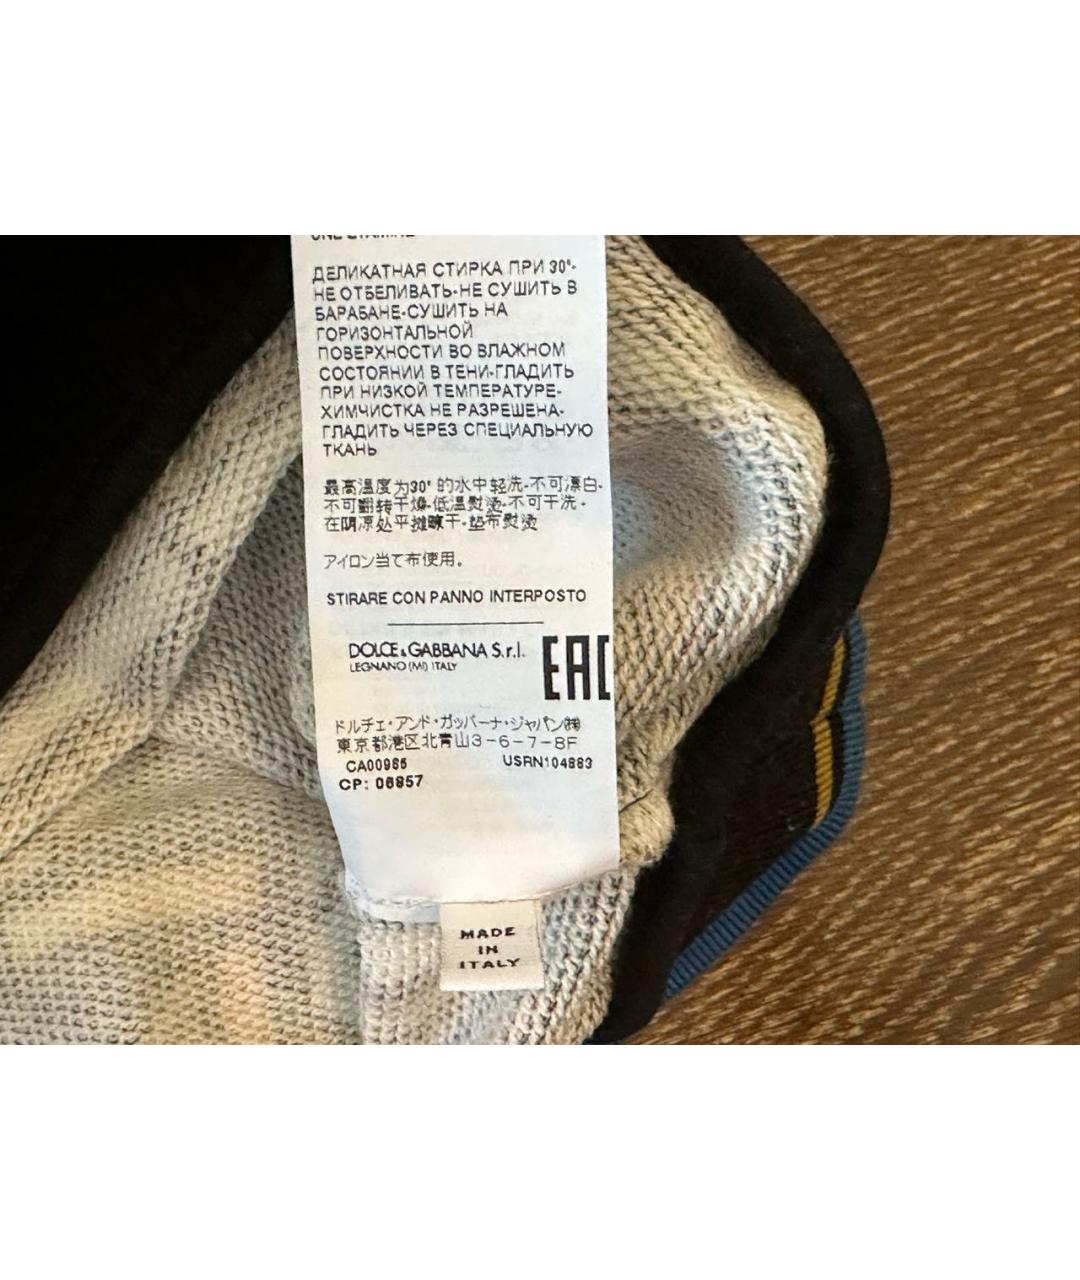 ДЕЛИКАТНАЯ СТИРКА ПРИ 30°-
НЕ ОТБЕЛИВАТЬ-НЕ СУШИТЬ В
БАРАБАНЕ-СУШИТЬ НА
ГОРИЗОНТАЛЬНОЙ
ПОВЕРХНОСТИ ВО ВЛАЖНОМ
СОСТОЯНИИ В ТЕНИ-ГЛАДИТЬ
ПРИ НИЗКОЙ ТЕМПЕРАТУРЕ-
ХИМЧИСТКА НЕ РАЗРЕШЕНА-
ГЛАДИТЬ ЧЕРЕЗ СПЕЦИАЛЬНУЮ
ТКАНЬ
最高温度为30° 的水中轻洗-不可漂白-
不可翻转干燥-低温熨烫-不可干洗-
在阴凉处平摊晾干-垫布熨烫
アイロン当て布使用。
STIRARE CON PANNO INTERPOSTO
DOLCE & GABBANA S.r.l.
LEGNANO (MI) ITALY
EAC
ドルチェ・アンド・ガッバーナ・ジャパン㈱
東京都港区北青山3-6-7-8F
CA00985 USRN104883
CP: 06857
MADE
IN
ITALY